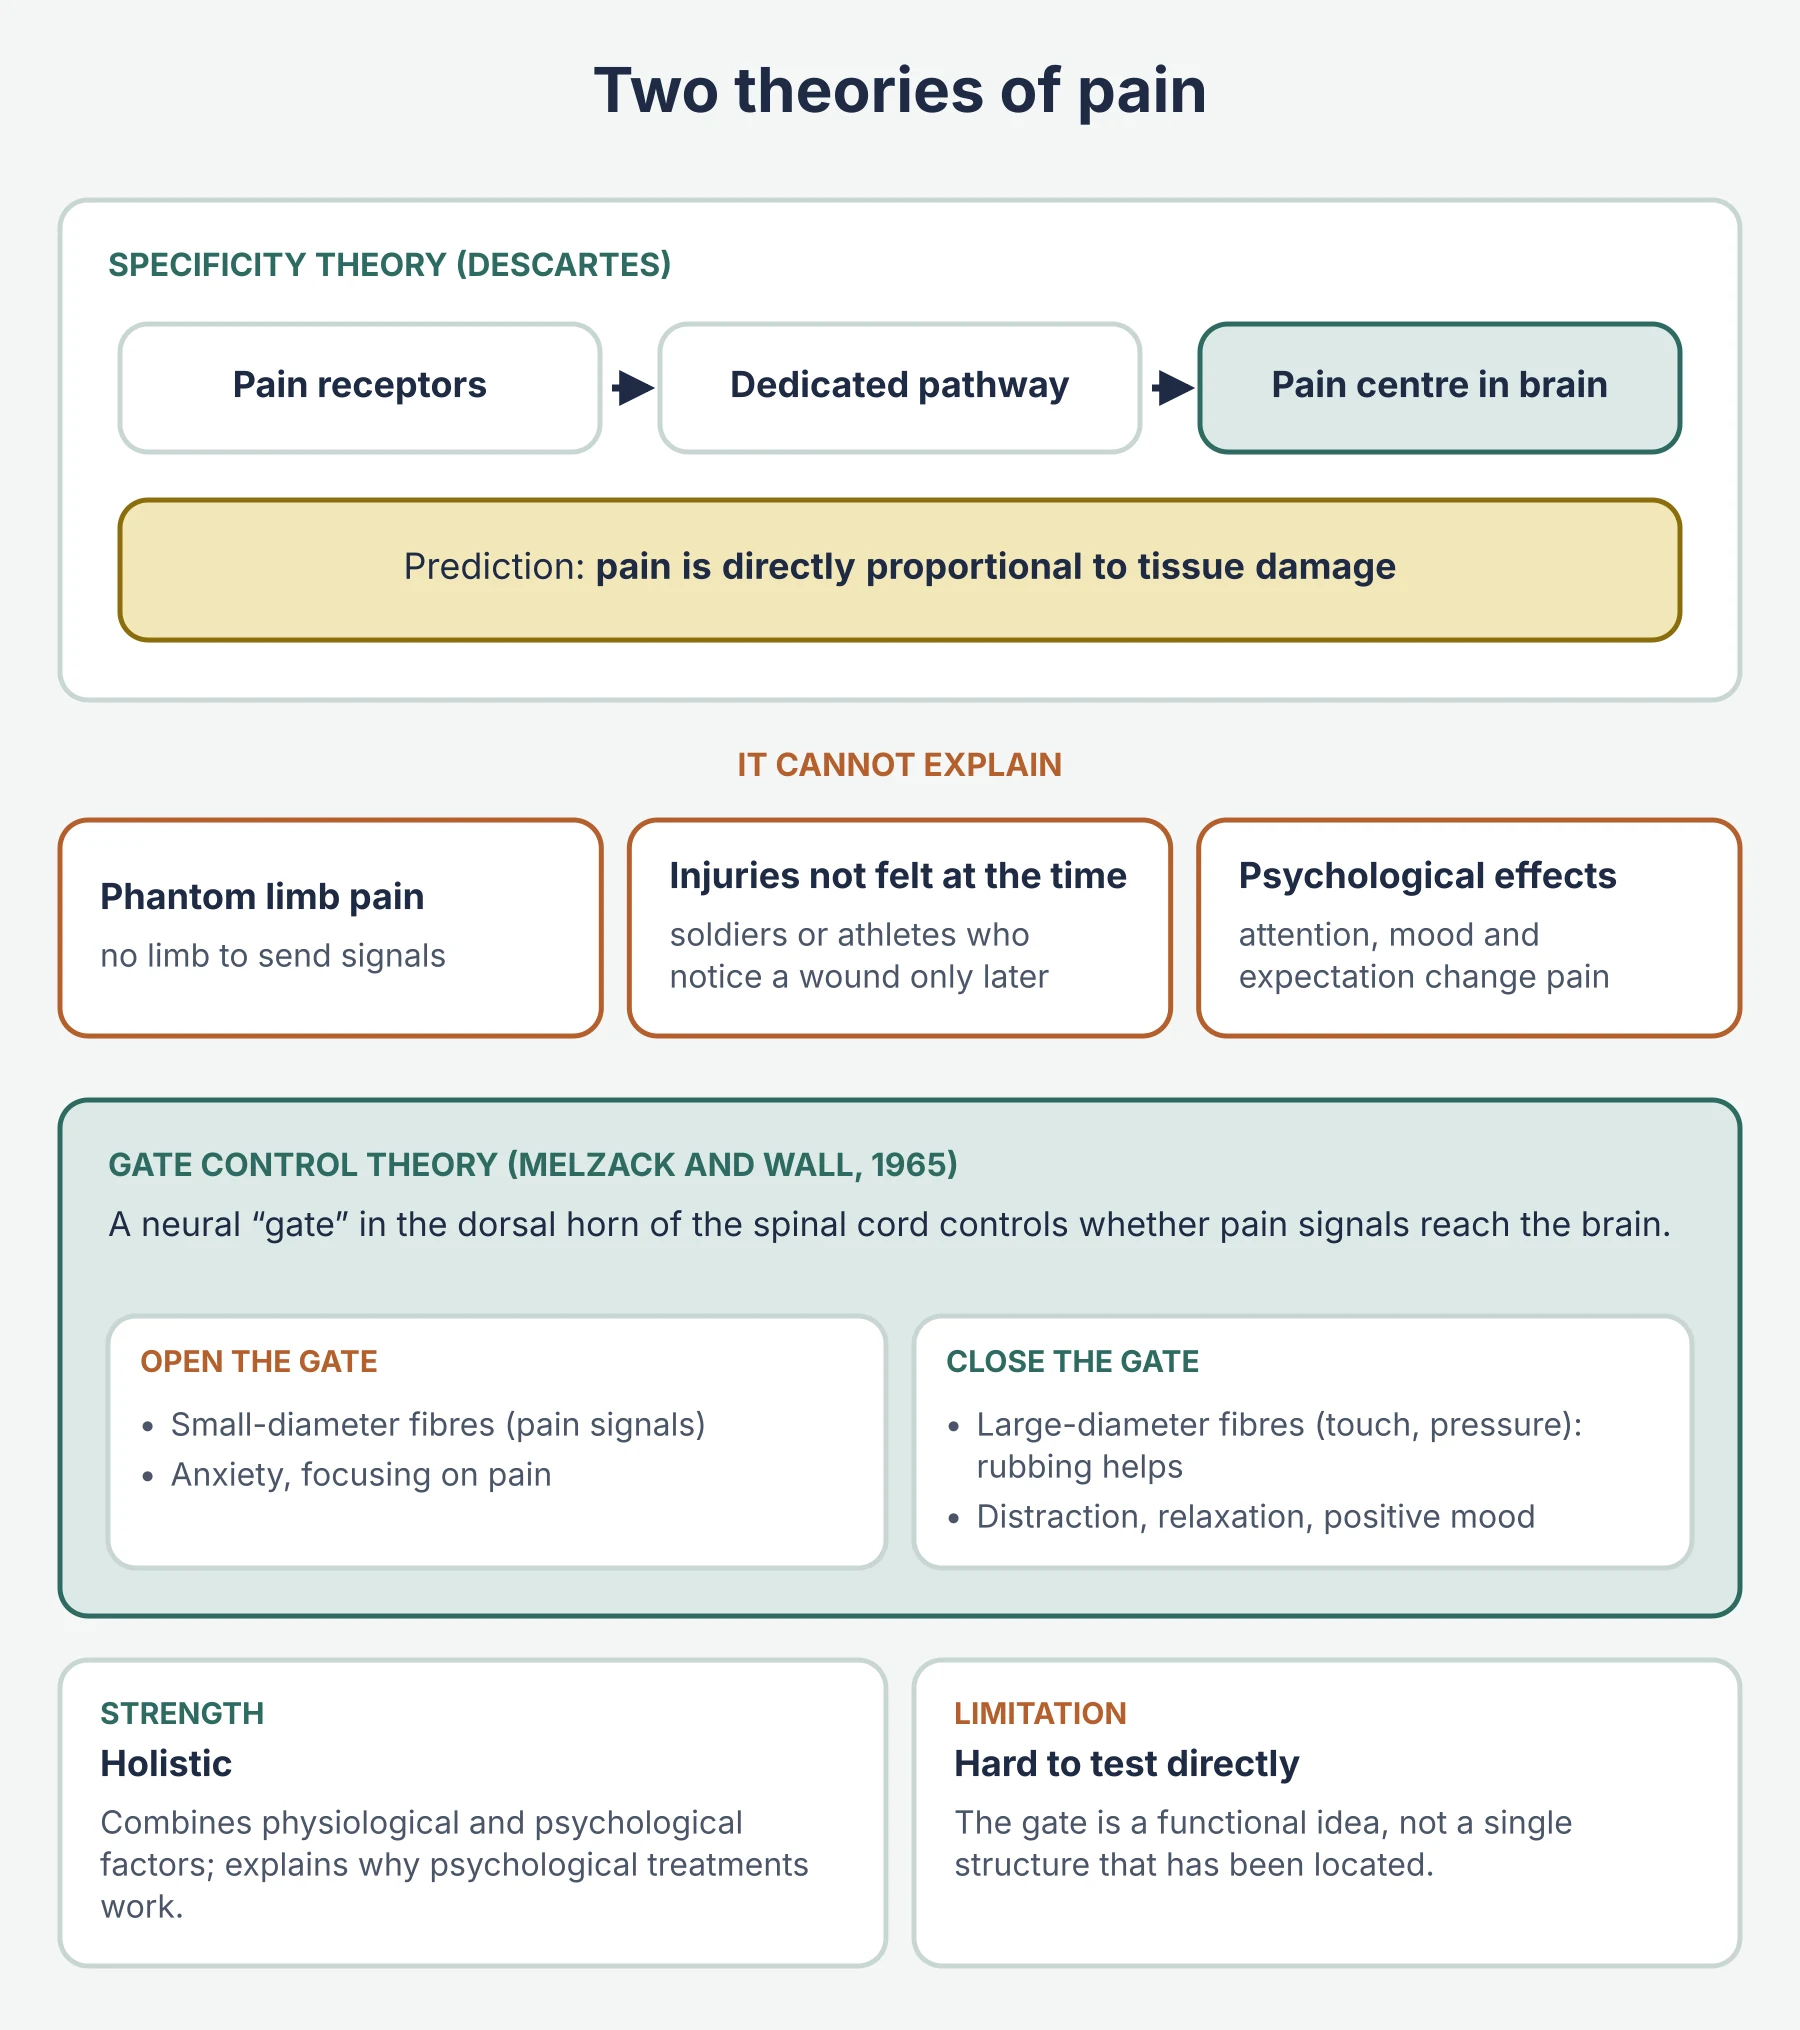 Two theories of pain
SPECIFICITY THEORY (DESCARTES)
Pain receptors
Dedicated pathway
Pain centre in brain
Prediction: pain is directly proportional to tissue damage
IT CANNOT EXPLAIN
Phantom limb pain
no limb to send signals
Injuries not felt at the time
soldiers or athletes who
notice a wound only later
Psychological effects
attention, mood and
expectation change pain
GATE CONTROL THEORY (MELZACK AND WALL, 1965)
A neural “gate” in the dorsal horn of the spinal cord controls whether pain signals reach the brain.
OPEN THE GATE
• Small-diameter fibres (pain signals)
• Anxiety, focusing on pain
CLOSE THE GATE
• Large-diameter fibres (touch, pressure):
rubbing helps
• Distraction, relaxation, positive mood
STRENGTH
Holistic
Combines physiological and psychological
factors; explains why psychological treatments
work.
LIMITATION
Hard to test directly
The gate is a functional idea, not a single
structure that has been located.